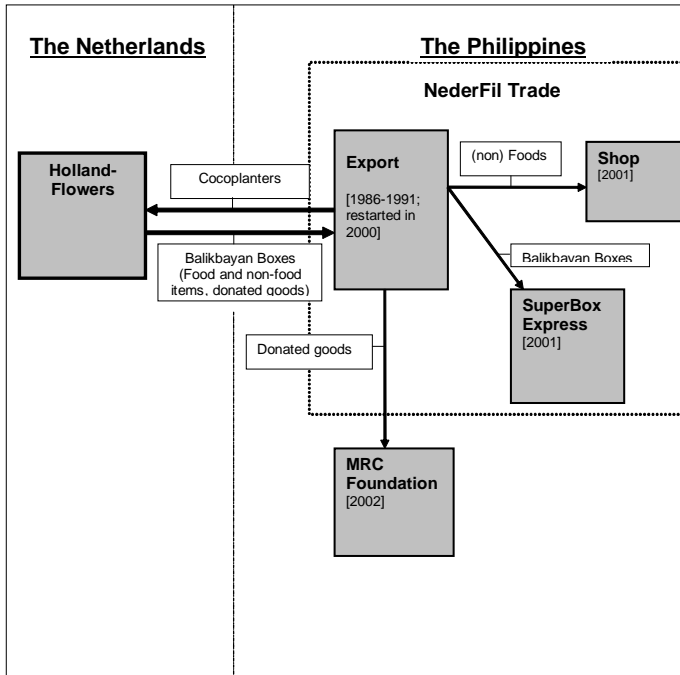 The Netherlands
The Philippines
NederFil Trade
Holland-
Flowers
Cocoplanters
Balikbayan Boxes
(Food and non-food
items, donated goods)
Export
[1986-1991;
restarted in
2000]
(non) Foods
Shop
[2001]
Balikbayan Boxes
SuperBox
Express
[2001]
Donated goods
MRC
Foundation
[2002]